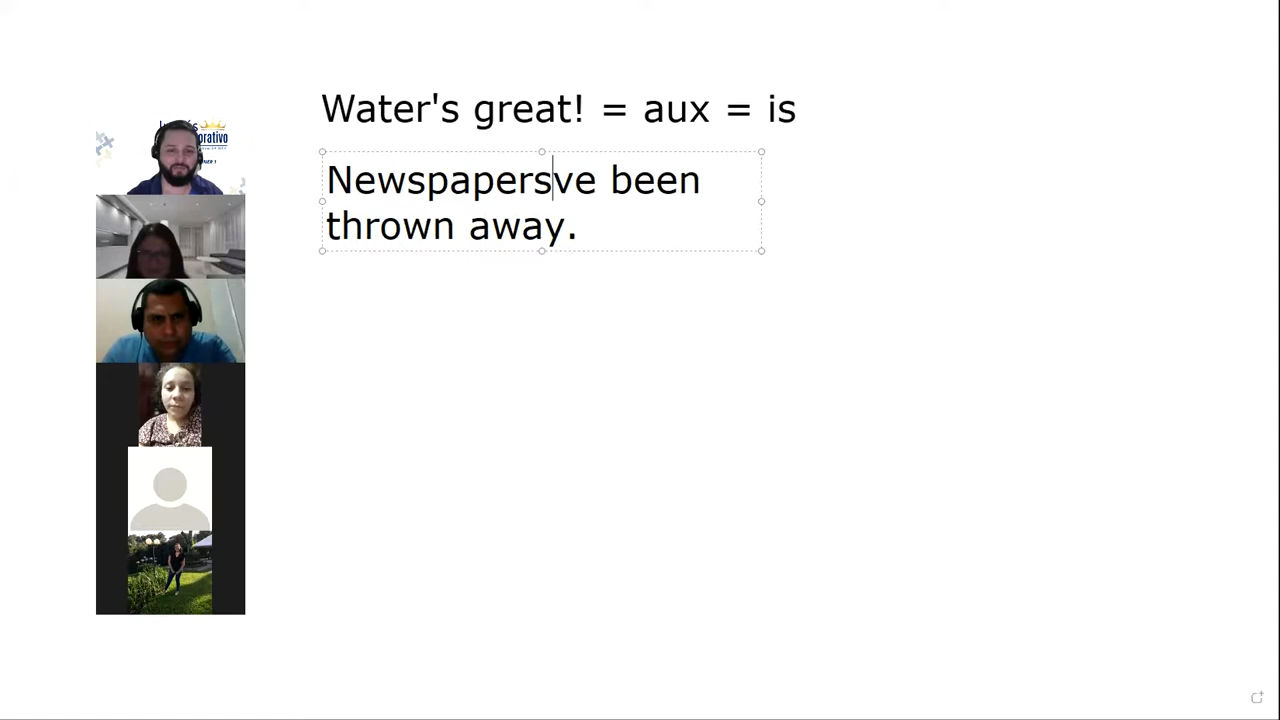 Water's great! = aux = is
Newspapersve been
thrown away.